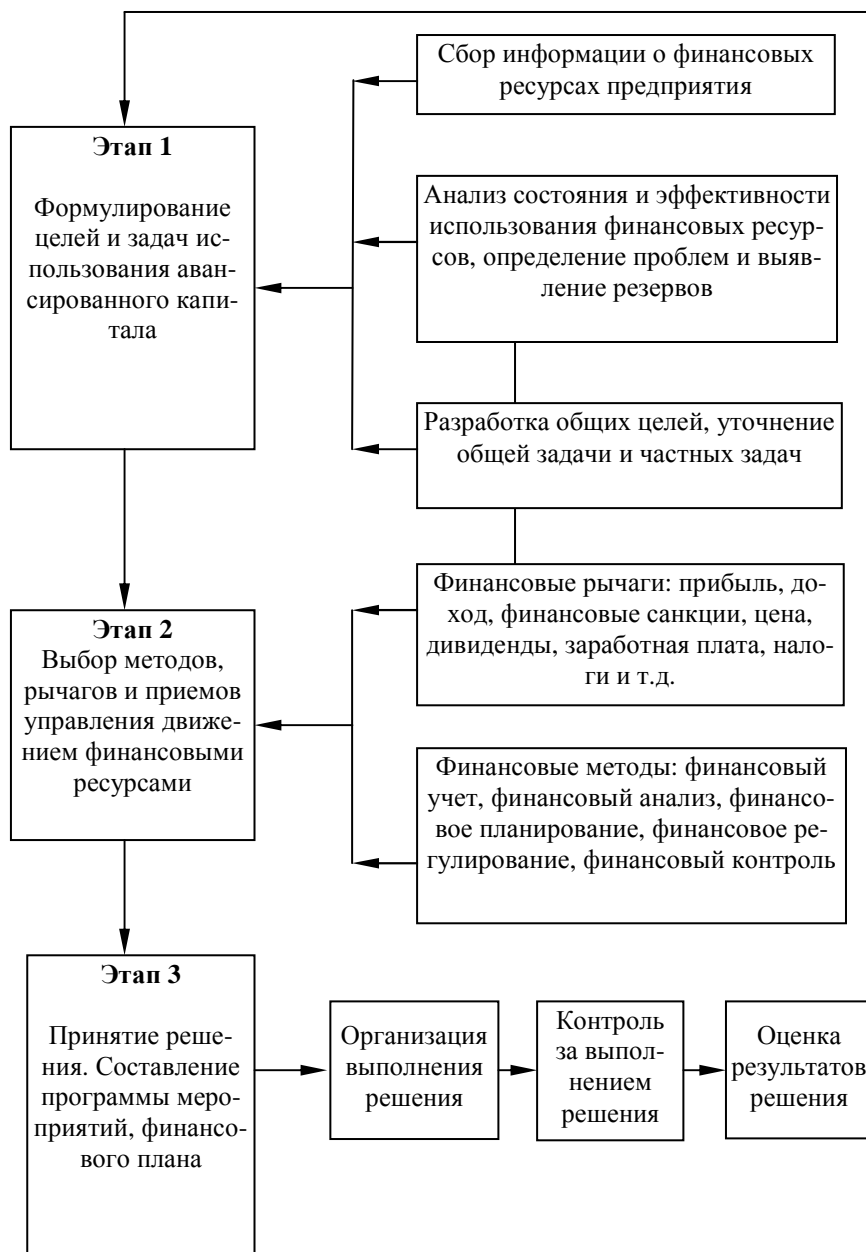 Сбор информации о финансовых
ресурсах предприятия
Этап 1
Формулирование
целей и задач ис-
пользования аван-
сированного капи-
тала
Анализ состояния и эффективности
использования финансовых ресур-
сов, определение проблем и выяв-
ление резервов
Разработка общих целей, уточнение
общей задачи и частных задач
Этап 2
Выбор методов,
рычагов и приемов
управления движе-
нием финансовыми
ресурсами
Финансовые рычаги: прибыль, до-
ход, финансовые санкции, цена,
дивиденды, заработная плата, нало-
ги и т.д.
Финансовые методы: финансовый
учет, финансовый анализ, финансо-
вое планирование, финансовое ре-
гулирование, финансовый контроль
Этап 3
Принятие реше-
ния. Составление
программы меро-
приятий, финансо-
вого плана
Организация
выполнения
решения
Контроль
за выпол-
нением
решения
Оценка
результатов
решения